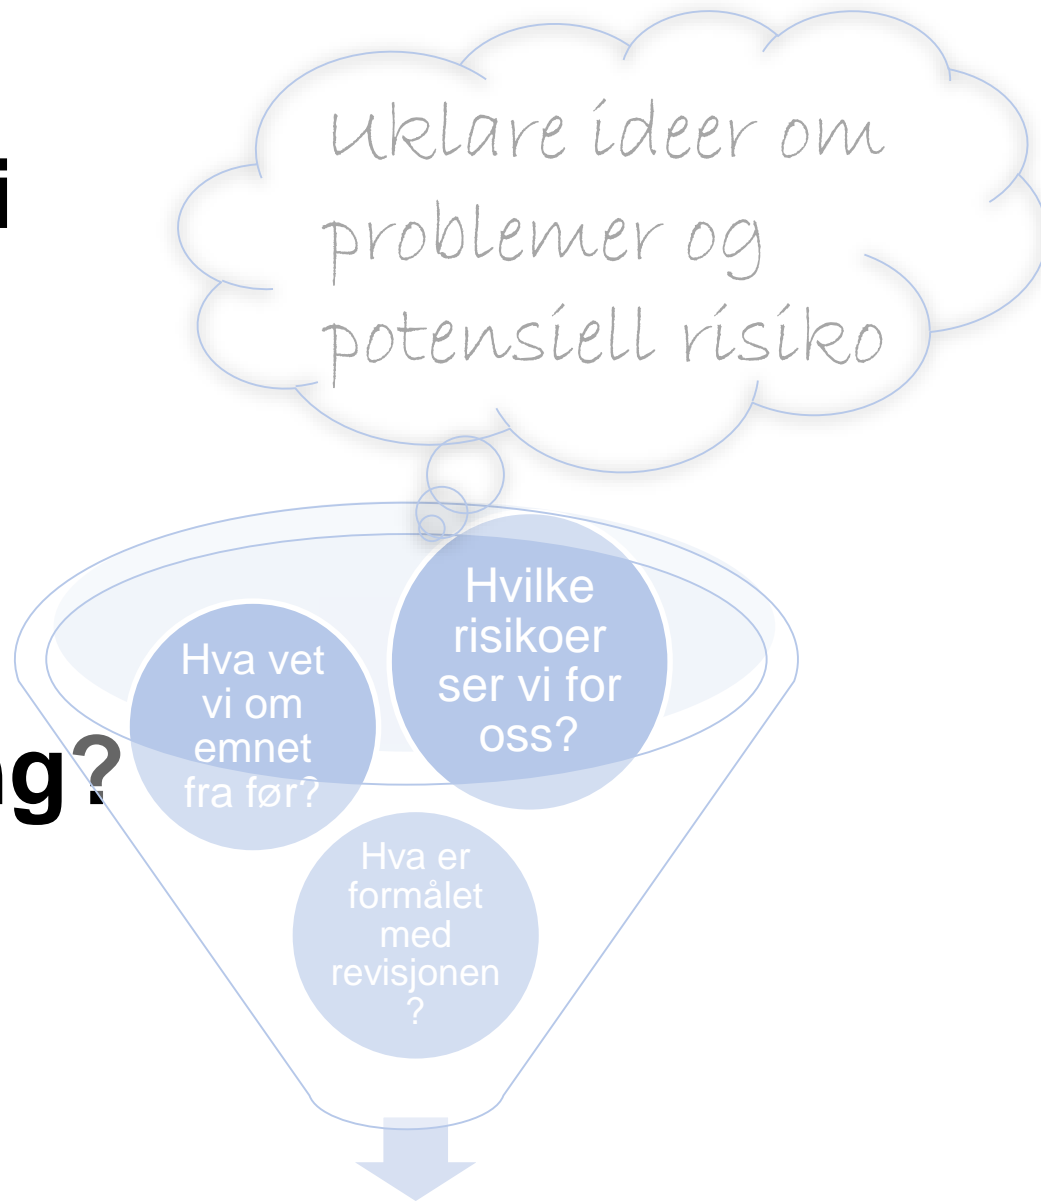 Uklare ideer om
problemer og
potensiell risiko
i
Hvilke
risikoer
ser vi for
oss?
Hva vet
vi om
emnet
fra før?
ng?
Hva er
formålet
med
revisjonen
?